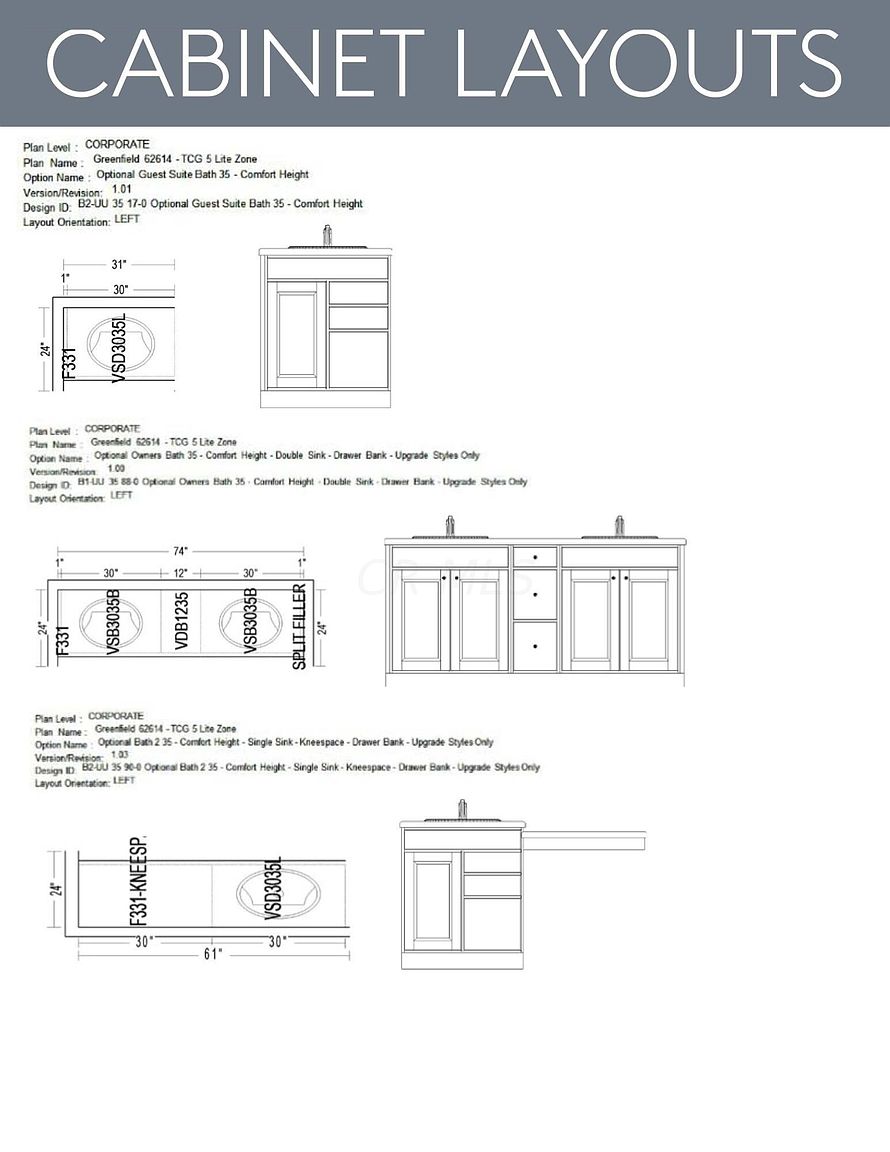 CABINET LAYOUTS
Plan Level : CORPORATE
Plan Name : Greenfield 62614 - TCG 5 Lite Zone
Option Name : Optional Guest Suite Bath 35 - Comfort Height
Version/Revision: 1.01
Design ID: B2-UU 35 17-0 Optional Guest Suite Bath 35 - Comfort Height
Layout Orientation: LEFT
31"
1"
30"
24"
F331
VSD3035L
Plan Level : CORPORATE
Plan Name : Greenfield 62614 - TCG 5 Lite Zone
Option Name : Optional Owners Bath 35 - Comfort Height - Double Sink - Drawer Bank - Upgrade Styles Only
Version/Revision: 1.00
Design ID: B1-UU 35 88-0 Optional Owners Bath 35 - Comfort Height - Double Sink - Drawer Bank - Upgrade Styles Only
Layout Orientation: LEFT
74"
1" 30" 12" 30" 1"
24"
F331
VSB3035B
VDB1235
VSB3035B
SPLIT FILLER
24"
CR MLS
Plan Level : CORPORATE
Plan Name : Greenfield 62614 - TCG 5 Lite Zone
Option Name : Optional Bath 2 35 - Comfort Height - Single Sink - Kneespace - Drawer Bank - Upgrade Styles Only
Version/Revision: 1.03
Design ID: B2-UU 35 90-0 Optional Bath 2 35 - Comfort Height - Single Sink - Kneespace - Drawer Bank - Upgrade Styles Only
Layout Orientation: LEFT
24"
F331-KNEESP.
VSD3035L
30" 30"
61"